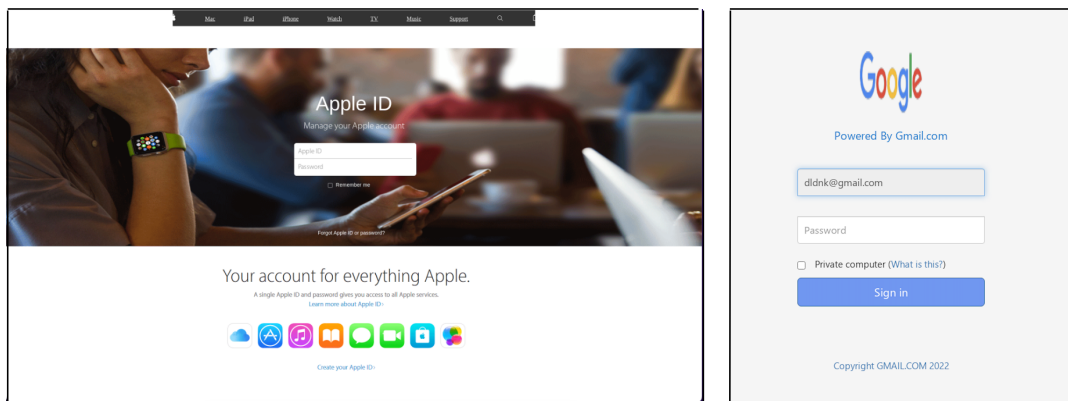 Mac iPad iPhone Watch TV Music Support
Apple ID
Manage your Apple account
Apple ID
Password
Remember me
Forgot Apple ID or password?
Your account for everything Apple.
A single Apple ID and password gives you access to all Apple services.
Learn more about Apple ID›
Create your Apple ID›
Google
Powered By Gmail.com
dldnk@gmail.com
Password
Private computer (What is this?)
Sign in
Copyright GMAIL.COM 2022